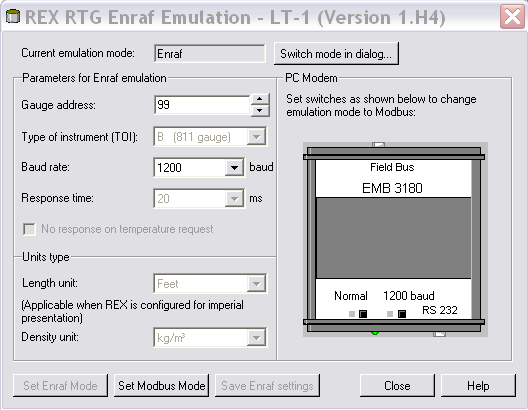 REX RTG Enraf Emulation - LT-1 (Version 1.H4)
Current emulation mode: Enraf Switch mode in dialog...
Parameters for Enraf emulation
Gauge address: 99
Type of instrument (TOI): B (811 gauge)
Baud rate: 1200 baud
Response time: 20 ms
No response on temperature request
Units type
Length unit: Feet
(Applicable when REX is configured for imperial
presentation)
Density unit: kg/m³
PC Modem
Set switches as shown below to change
emulation mode to Modbus:
Field Bus
EMB 3180
Normal 1200 baud
RS 232
Set Enraf Mode Set Modbus Mode Save Enraf settings Close Help